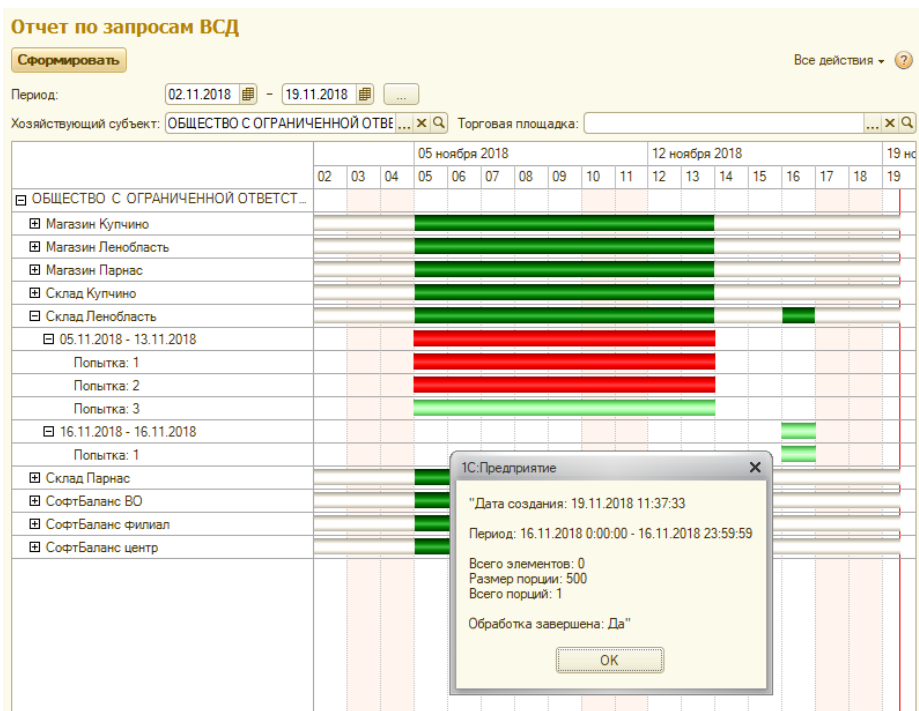 Отчет по запросам ВСД
Сформировать
Все действия
?
Период: 02.11.2018 – 19.11.2018 ...
Хозяйствующий субъект: ОБЩЕСТВО С ОГРАНИЧЕННОЙ ОТВЕ ... Торговая площадка: ...
05 ноября 2018 12 ноября 2018 19 но
02 03 04 05 06 07 08 09 10 11 12 13 14 15 16 17 18 19
ОБЩЕСТВО С ОГРАНИЧЕННОЙ ОТВЕТСТ...
Магазин Купчино
Магазин Ленобласть
Магазин Парнас
Склад Купчино
Склад Ленобласть
05.11.2018 - 13.11.2018
Попытка: 1
Попытка: 2
Попытка: 3
16.11.2018 - 16.11.2018
Попытка: 1
Склад Парнас
СофтБаланс ВО
СофтБаланс филиал
СофтБаланс центр
1С:Предприятие
"Дата создания: 19.11.2018 11:37:33
Период: 16.11.2018 0:00:00 - 16.11.2018 23:59:59
Всего элементов: 0
Размер порции: 500
Всего порций: 1
Обработка завершена: Да"
OK